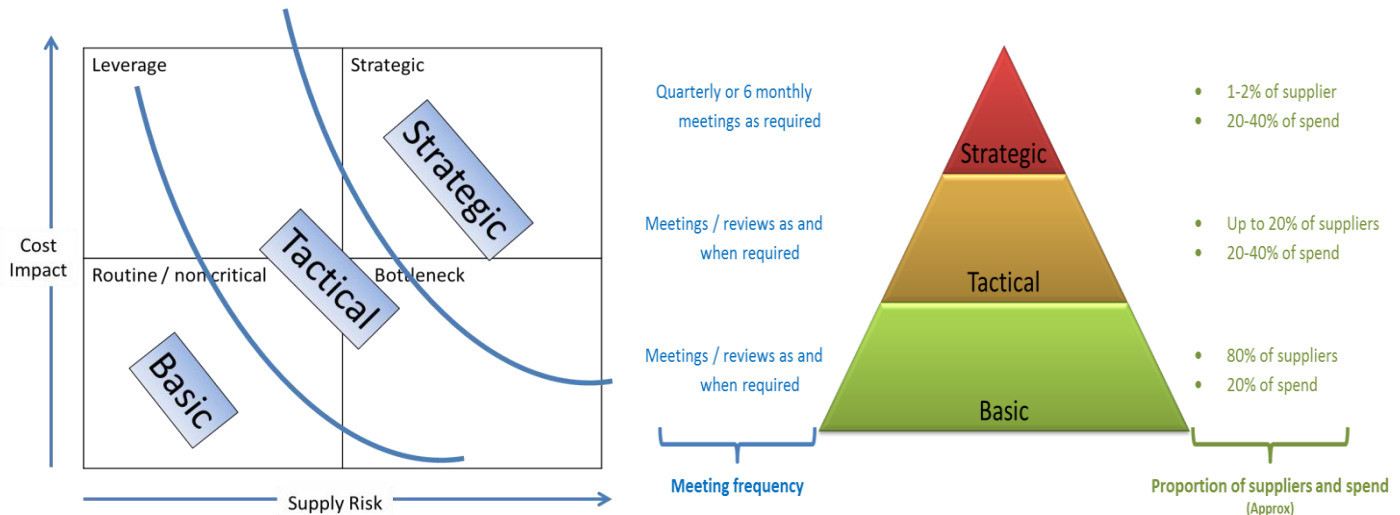 Leverage
Strategic
Strategic
Cost
Impact
Tactical
Routine / non critical
Bottleneck
Basic
Supply Risk
Quarterly or 6 monthly
meetings as required
Meetings / reviews as and
when required
Meetings / reviews as and
when required
Meeting frequency
Strategic
Tactical
Basic
• 1-2% of supplier
• 20-40% of spend
• Up to 20% of suppliers
• 20-40% of spend
• 80% of suppliers
• 20% of spend
Proportion of suppliers and spend
(Approx)